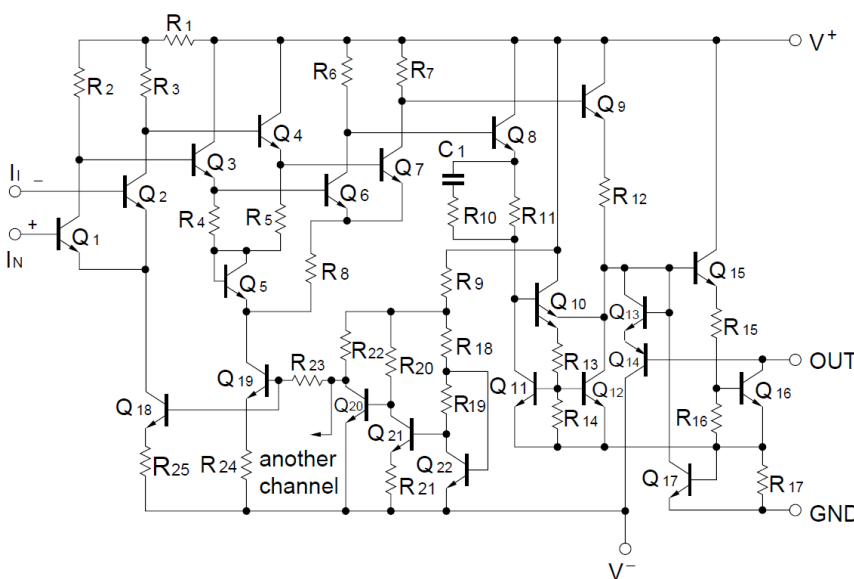 R1
V+
R2
R3
R6
R7
Q9
Q8
Q4
C1
Q3
Q7
II
−
Q2
Q6
R12
R10
R11
R4
R5
+
Q1
IN
Q5
R8
R9
Q10
Q15
Q13
R15
R22
R20
R18
R13
Q14
OUT
R23
Q19
Q20
R19
Q11
Q12
Q16
R14
R16
Q18
Q21
R25
R24
another
channel
R21
Q22
Q17
R17
GND
V−